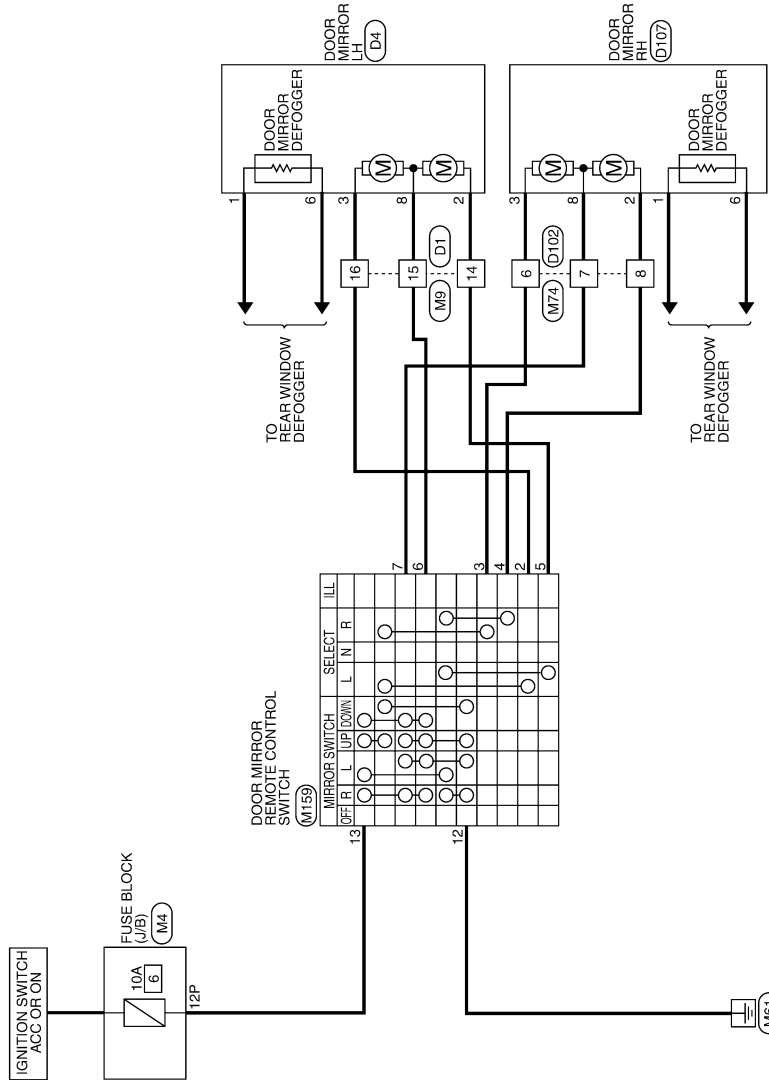 IGNITION SWITCH
ACC OR ON
FUSE BLOCK
(J/B)
M4
10A
6
12P
DOOR MIRROR
REMOTE CONTROL
SWITCH
M159
MIRROR SWITCH
SELECT
ILL
OFF
R
L
UP
DOWN
L
N
R
13
12
7
6
3
4
2
5
TO
REAR WINDOW
DEFOGGER
TO
REAR WINDOW
DEFOGGER
16
15
14
M9
D1
6
7
8
M74
D102
1
6
3
8
2
3
8
2
1
6
DOOR
MIRROR
DEFOGGER
M
M
DOOR
MIRROR
LH
D4
M
M
DOOR
MIRROR
DEFOGGER
DOOR
MIRROR
RH
D107
M61